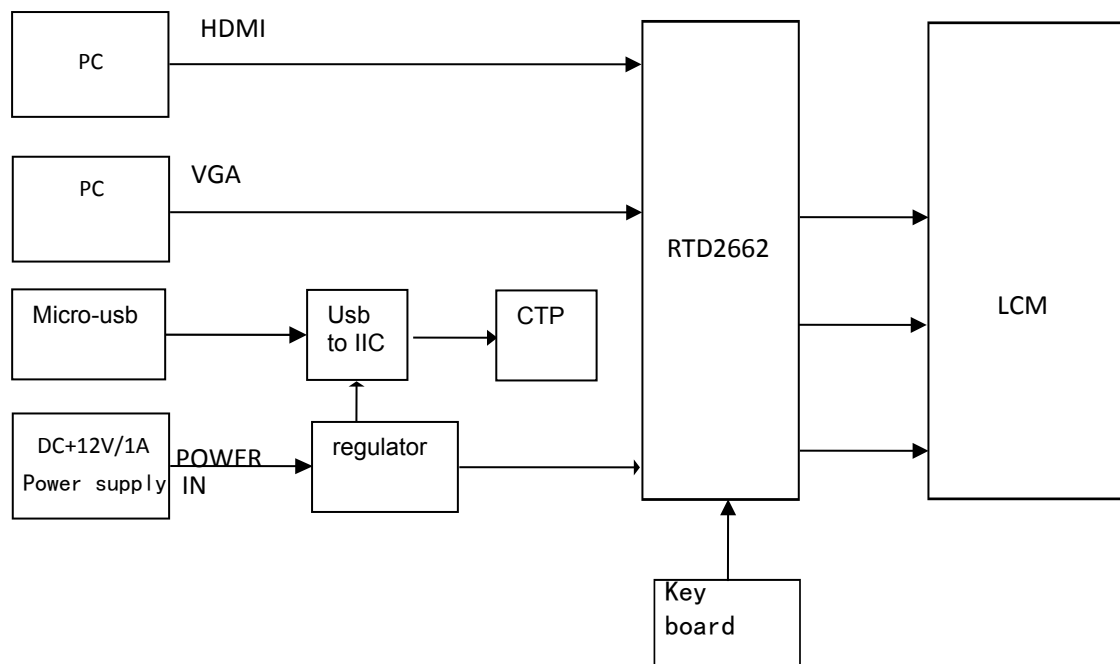 HDMI
PC
VGA
PC
RTD2662
LCM
Micro-usb
Usb
to IIC
CTP
DC+12V/1A
Power supply
POWER
IN
regulator
Key
board